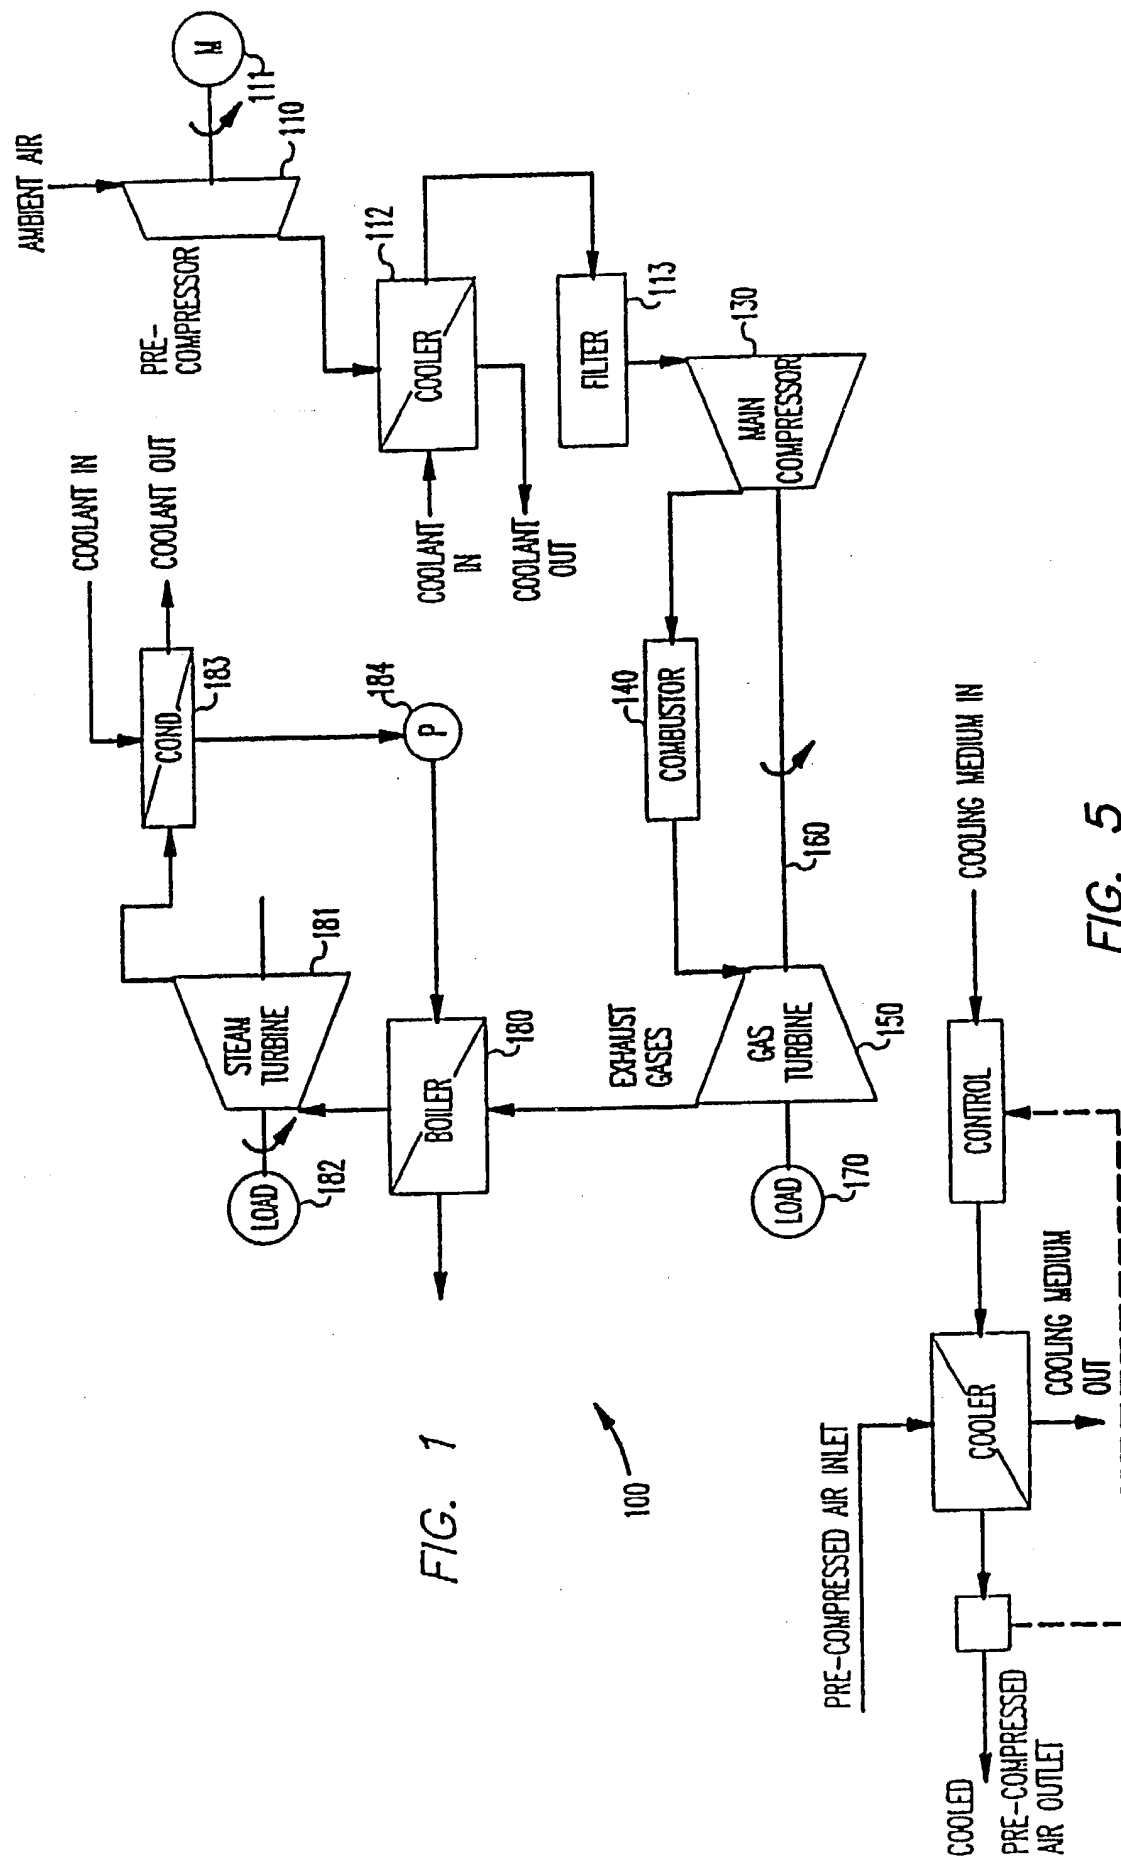 AMBIENT AIR
M
111
110
PRE-
COMPRESSOR
COOLANT IN
COOLANT OUT
COND.
183
184
P
STEAM
TURBINE
181
LOAD
182
BOILER
180
112
COOLER
COOLANT
IN
COOLANT
OUT
FILTER
113
130
MAIN
COMPRESSOR
140
COMBUSTOR
160
EXHAUST
GASES
GAS
TURBINE
150
LOAD
170
FIG. 1
100
COOLING MEDIUM IN
CONTROL
COOLING MEDIUM
OUT
COOLER
PRE-COMPRESSED AIR INLET
COOLED
PRE-COMPRESSED
AIR OUTLET
FIG. 5